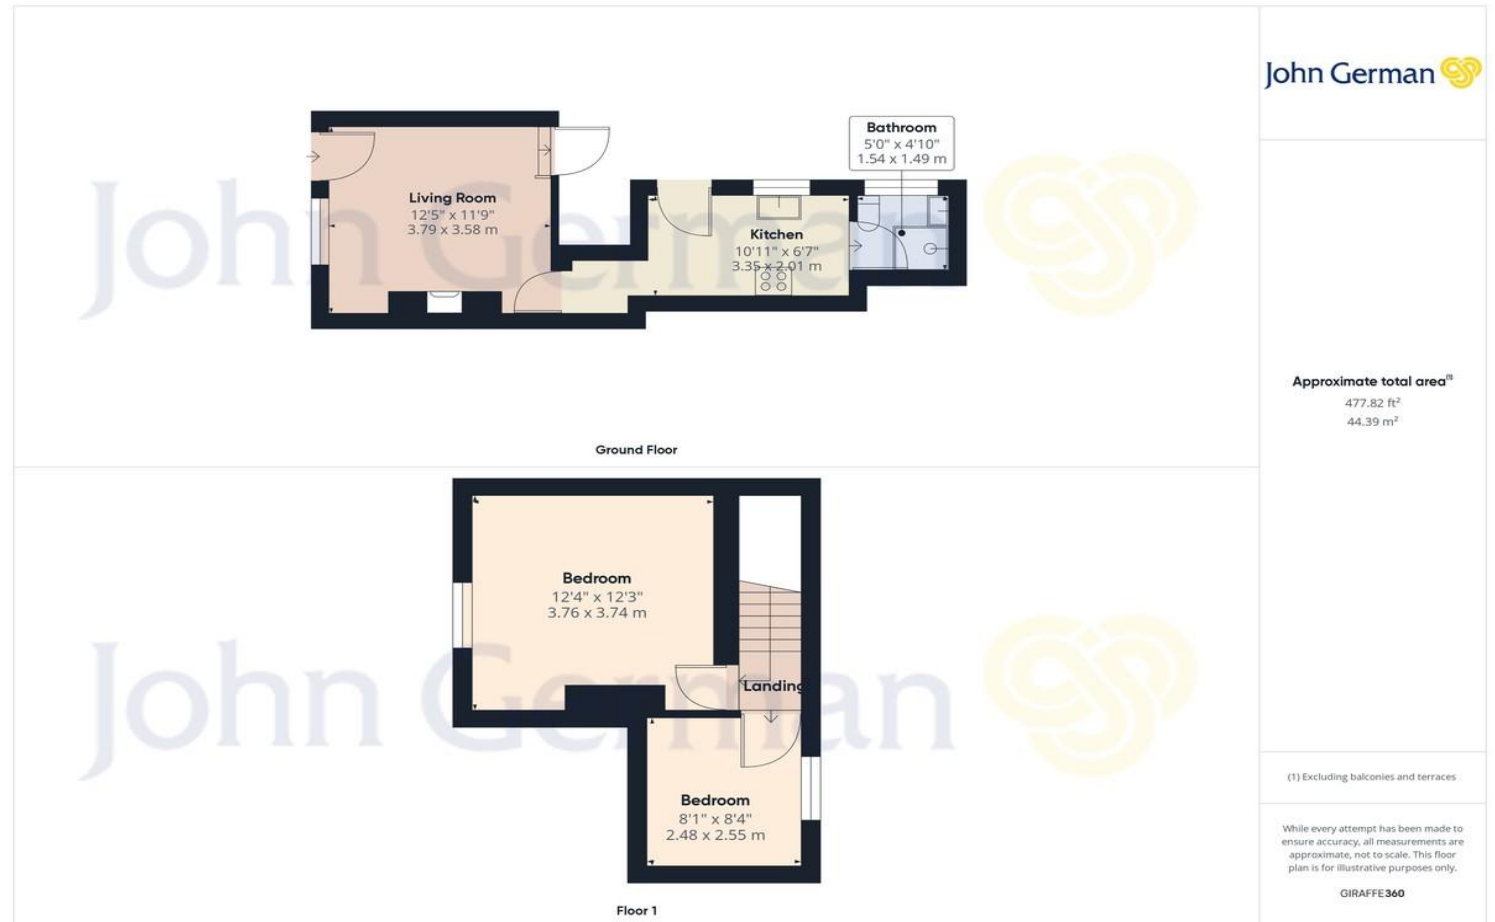 John German
Living Room
12'5" x 11'9"
3.79 x 3.58 m
Kitchen
10'11" x 6'7"
3.35 x 2.01 m
Bathroom
5'0" x 4'10"
1.54 x 1.49 m
John German
Ground Floor
Bedroom
12'4" x 12'3"
3.76 x 3.74 m
Landing
Bedroom
8'1" x 8'4"
2.48 x 2.55 m
John German
Floor 1
Approximate total area(1)
477.82 ft²
44.39 m²
(1) Excluding balconies and terraces
While every attempt has been made to
ensure accuracy, all measurements are
approximate, not to scale. This floor
plan is for illustrative purposes only.
GIRAFFE360